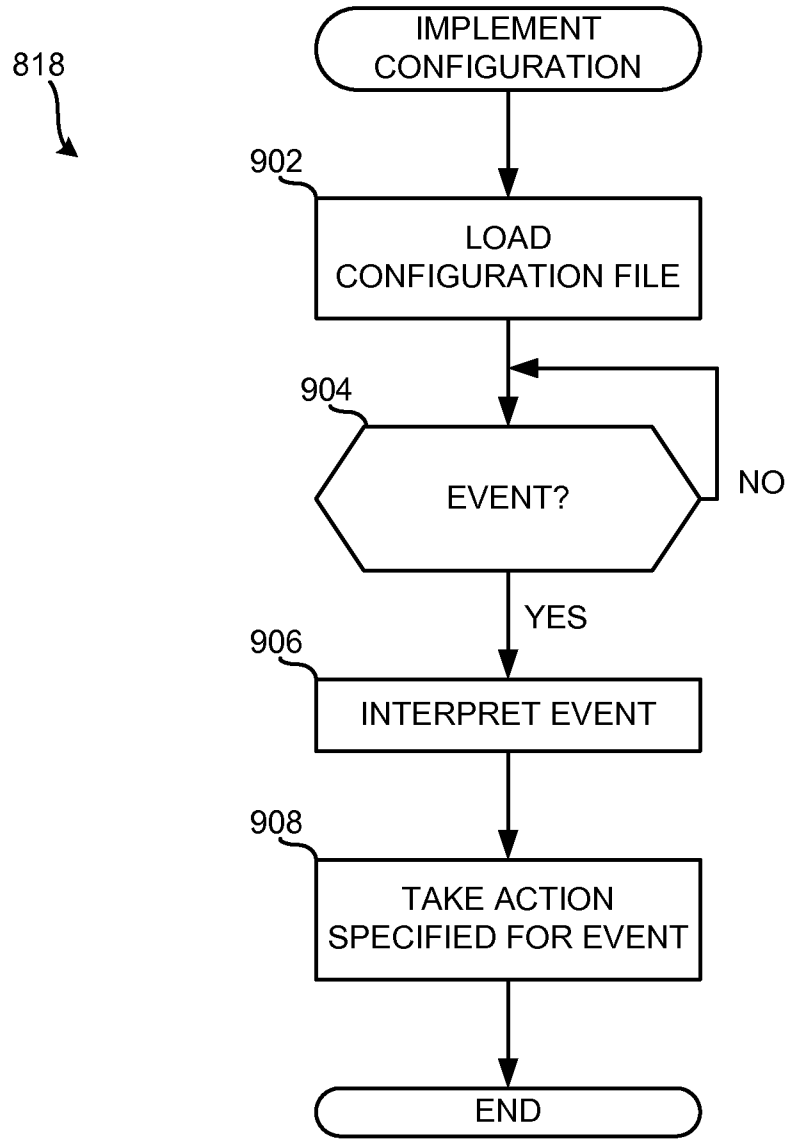 IMPLEMENT
CONFIGURATION
818
902
LOAD
CONFIGURATION FILE
904
EVENT?
NO
YES
906
INTERPRET EVENT
908
TAKE ACTION
SPECIFIED FOR EVENT
END